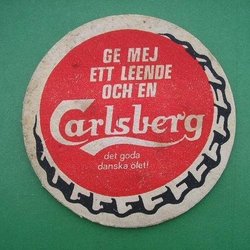 GE MEJ
ETT LEENDE
OCH EN
Carlsberg
det goda
danska ölet!